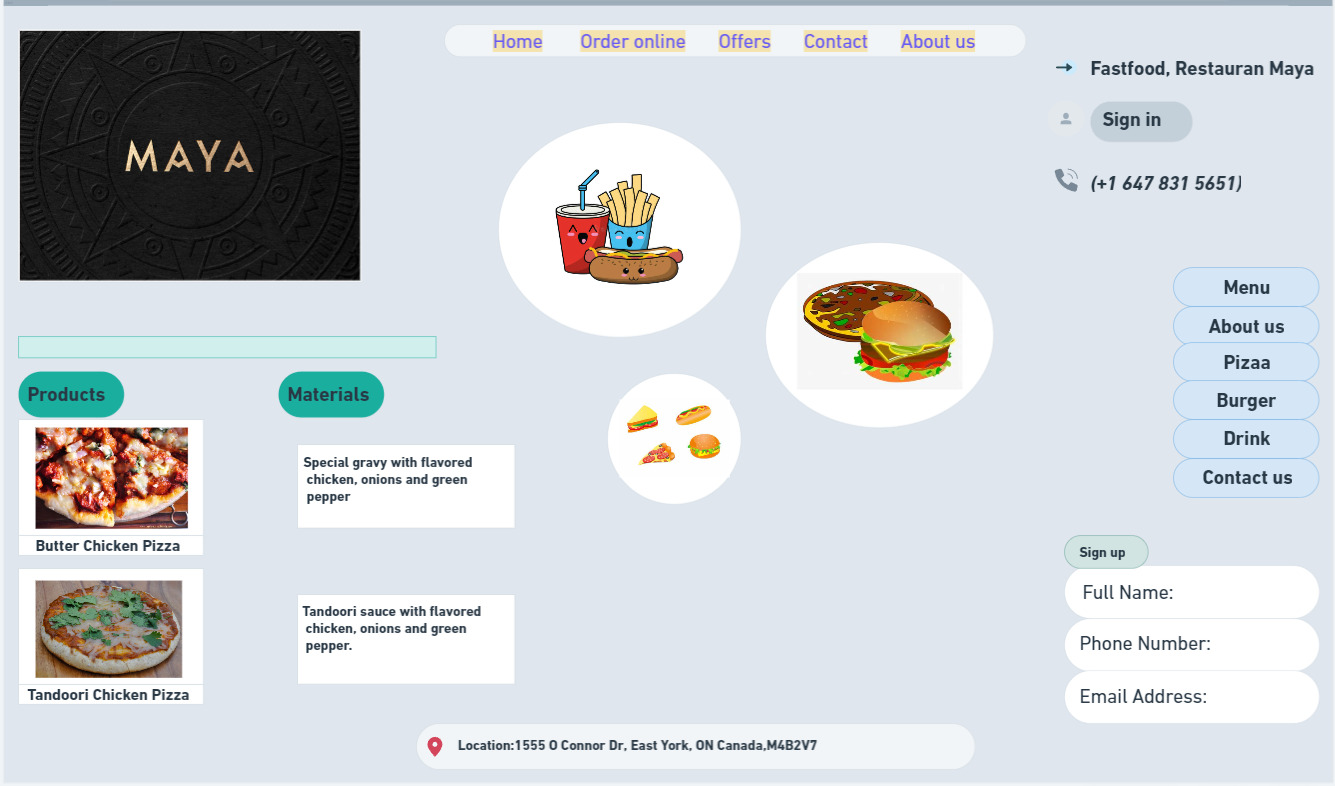 Home Order online Offers Contact About us
MAYA
Fastfood, Restauran Maya
Sign in
(+1 647 831 5651)
Menu
About us
Pizaa
Burger
Drink
Contact us
Products
Materials
Special gravy with flavored
chicken, onions and green
pepper
Butter Chicken Pizza
Tandoori sauce with flavored
chicken, onions and green
pepper.
Tandoori Chicken Pizza
Sign up
Full Name:
Phone Number:
Email Address:
Location:1555 O Connor Dr, East York, ON Canada,M4B2V7